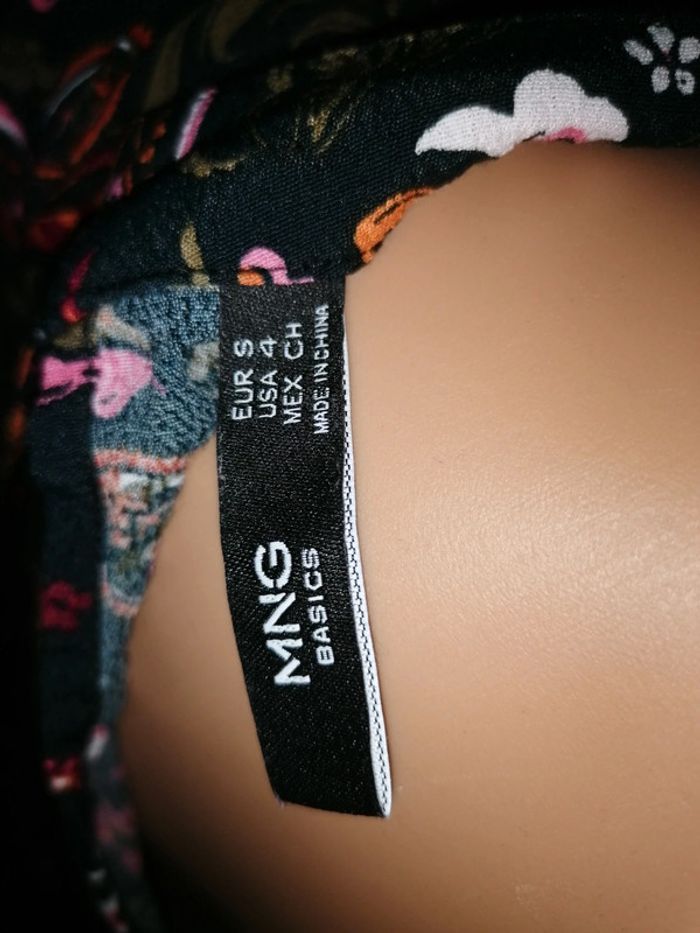 MNG
BASICS
EUR S
USA 4
MEX CH
MADE IN CHINA